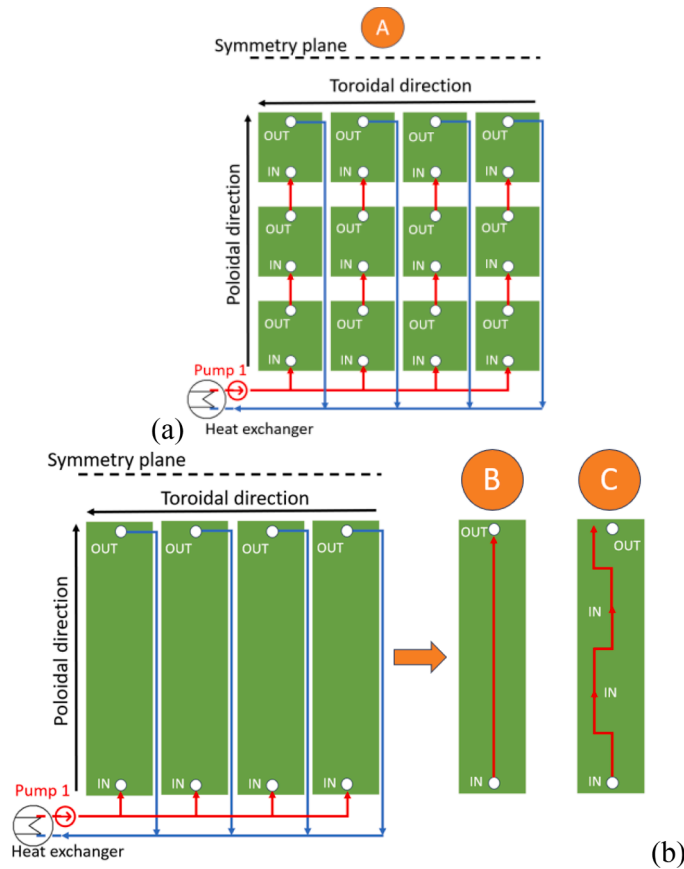 A
Symmetry plane
Toroidal direction
Poloidal direction
OUT OUT OUT OUT
IN IN IN IN
OUT OUT OUT OUT
IN IN IN IN
OUT OUT OUT OUT
IN IN IN IN
Pump 1
Heat exchanger
(a)
Symmetry plane
Toroidal direction
Poloidal direction
OUT OUT OUT OUT
IN IN IN IN
Pump 1
Heat exchanger
B
OUT
IN
C
OUT
IN
IN
IN
(b)